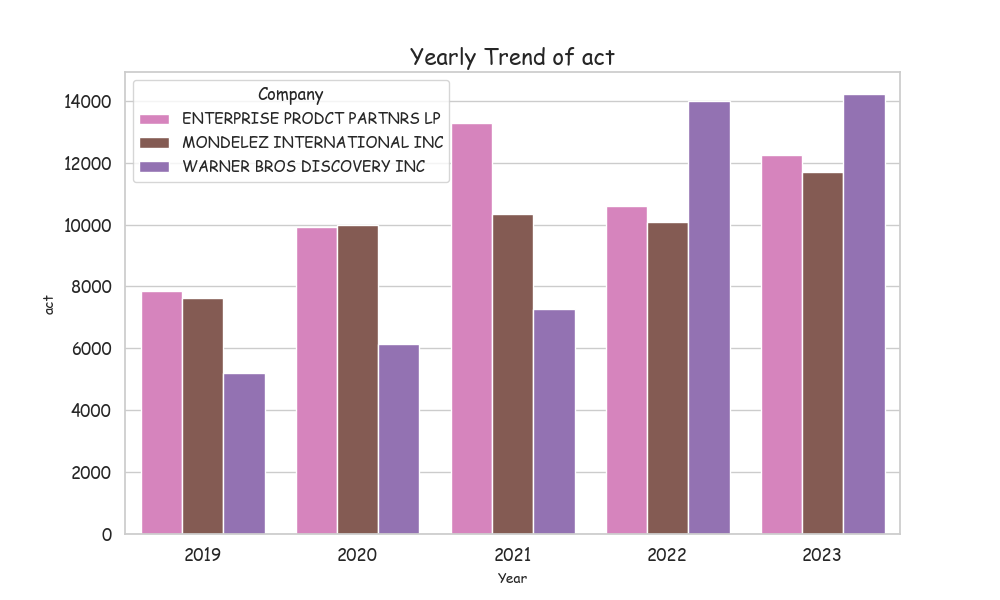 Yearly Trend of act
Company
ENTERPRISE PRODCT PARTNRS LP
MONDELEZ INTERNATIONAL INC
WARNER BROS DISCOVERY INC
act
14000
12000
10000
8000
6000
4000
2000
0
2019 2020 2021 2022 2023
Year